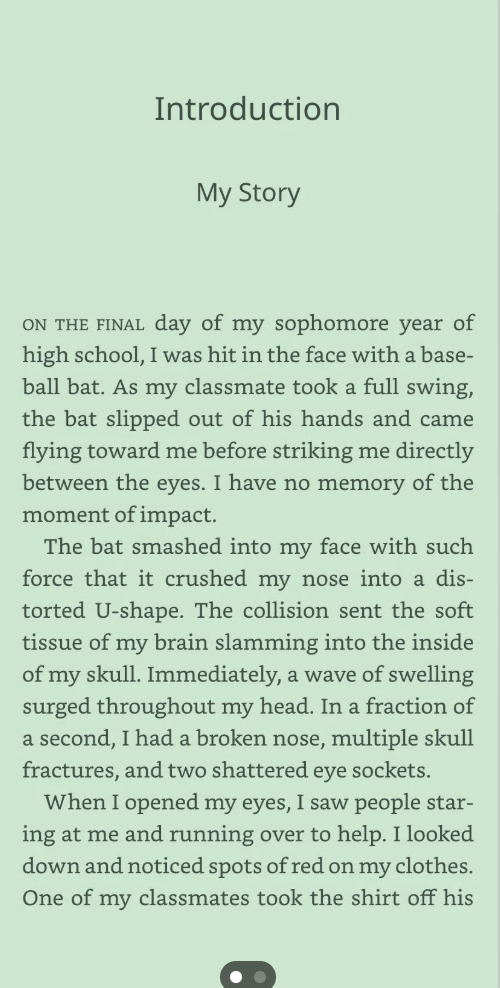 Introduction
My Story
ON THE FINAL day of my sophomore year of
high school, I was hit in the face with a base-
ball bat. As my classmate took a full swing,
the bat slipped out of his hands and came
flying toward me before striking me directly
between the eyes. I have no memory of the
moment of impact.
The bat smashed into my face with such
force that it crushed my nose into a dis-
torted U-shape. The collision sent the soft
tissue of my brain slamming into the inside
of my skull. Immediately, a wave of swelling
surged throughout my head. In a fraction of
a second, I had a broken nose, multiple skull
fractures, and two shattered eye sockets.
When I opened my eyes, I saw people star-
ing at me and running over to help. I looked
down and noticed spots of red on my clothes.
One of my classmates took the shirt off his